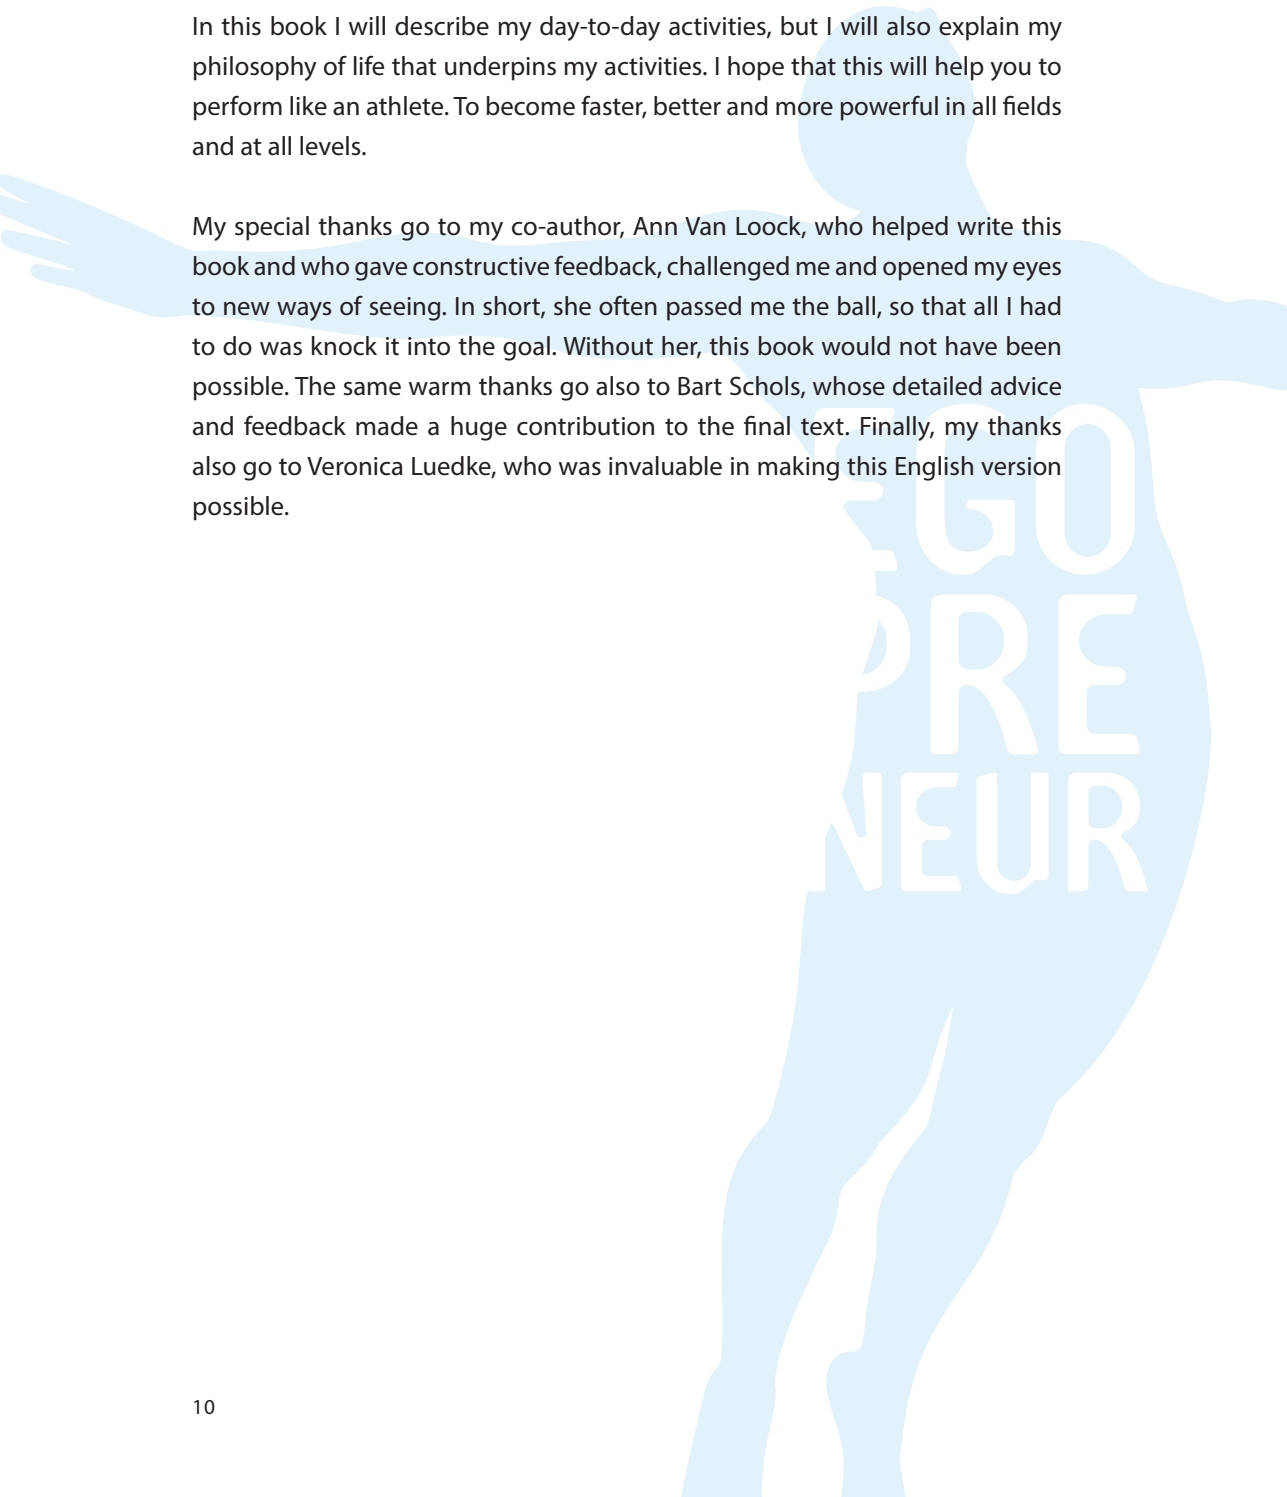 In this book I will describe my day-to-day activities, but I will also explain my
philosophy of life that underpins my activities. I hope that this will help you to
perform like an athlete. To become faster, better and more powerful in all fields
and at all levels.
My special thanks go to my co-author, Ann Van Loock, who helped write this
book and who gave constructive feedback, challenged me and opened my eyes
to new ways of seeing. In short, she often passed me the ball, so that all I had
to do was knock it into the goal. Without her, this book would not have been
possible. The same warm thanks go also to Bart Schols, whose detailed advice
and feedback made a huge contribution to the final text. Finally, my thanks
also go to Veronica Luedke, who was invaluable in making this English version
possible.
EGO
PRE
NEUR
10